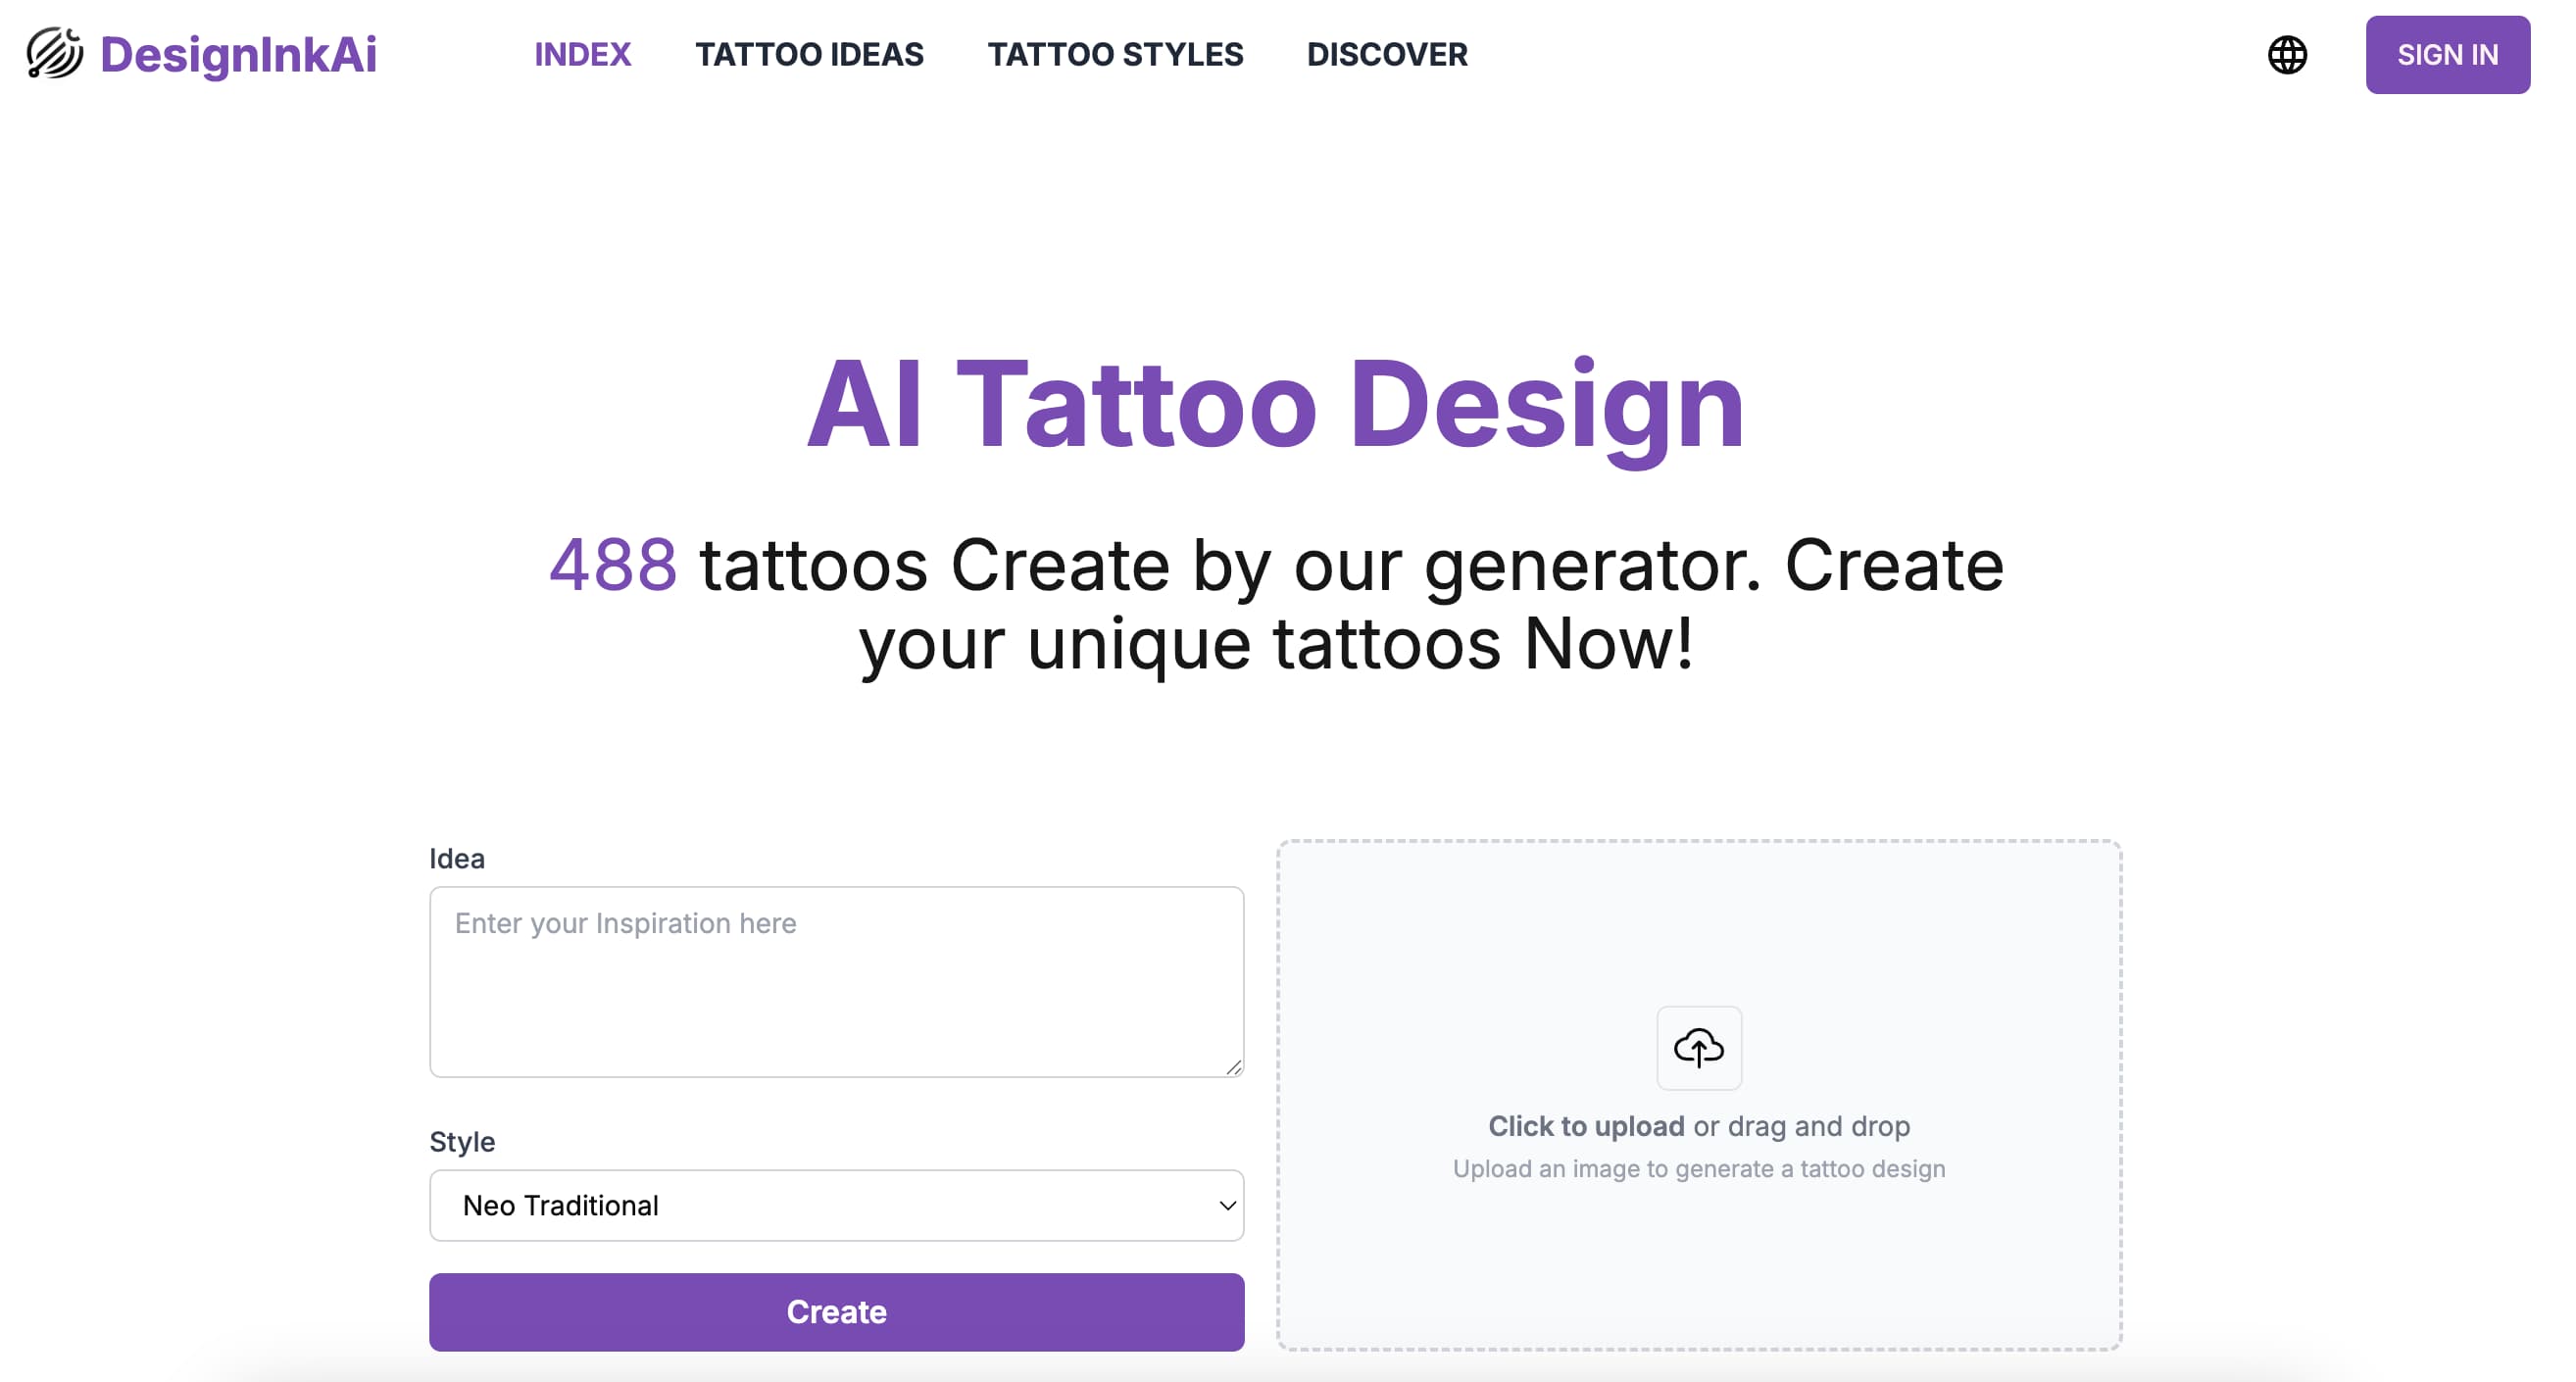 DesignInkAi
INDEX
TATTOO IDEAS
TATTOO STYLES
DISCOVER
SIGN IN
AI Tattoo Design
488 tattoos Create by our generator. Create
your unique tattoos Now!
Idea
Enter your Inspiration here
Style
Neo Traditional
Create
Click to upload or drag and drop
Upload an image to generate a tattoo design